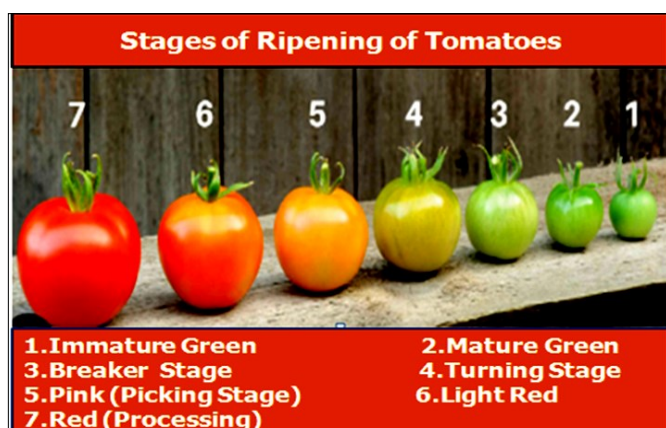 Stages of Ripening of Tomatoes
7 6 5 4 3 2 1
1.Immature Green 2.Mature Green
3.Breaker Stage 4.Turning Stage
5.Pink (Picking Stage) 6.Light Red
7.Red (Processing)